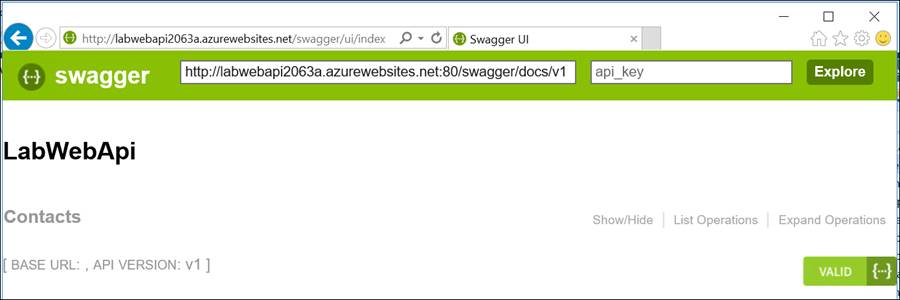 http://labwebapi2063a.azurewebsites.net/swagger/ui/index
Swagger UI
swagger
http://labwebapi2063a.azurewebsites.net:80/swagger/docs/v1
api_key
Explore
LabWebApi
Contacts
Show/Hide
List Operations
Expand Operations
[ BASE URL: , API VERSION: v1 ]
VALID